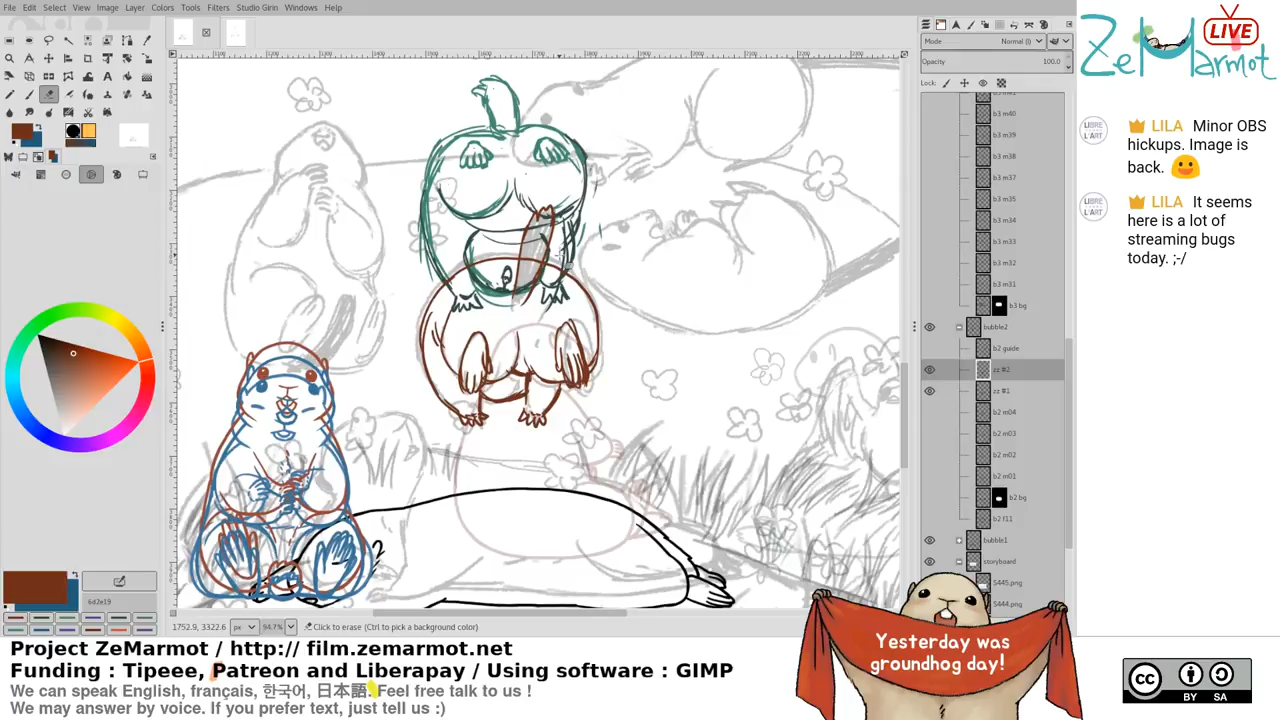 File Edit Select View Image Layer Colors Tools Filters Studio Girin Windows Help
LIVE
ZeMarmot
Mode Normal (l)
Opacity 100.0
Lock:
b3 m40
b3 m39
b3 m38
b3 m37
b3 m35
b3 m34
b3 m33
b3 m32
b3 m31
b3 bg
bubble2
b2 guide
zz #2
zz #1
b2 m04
b2 m03
b2 m02
b2 m01
b2 bg
b2 f11
bubble1
storyboard
S445.png
S444.png
LILA Minor OBS
hickups. Image is
back.
LILA It seems
here is a lot of
streaming bugs
today. ;-/
6d2e19
1752.9, 3322.6 px 94.7% Click to erase (Ctrl to pick a background color)
Project ZeMarmot / http:// film.zemarmot.net
Funding : Tipeee, Patreon and Liberapay / Using software : GIMP
We can speak English, français, 한국어, 日本語. Feel free talk to us !
We may answer by voice. If you prefer text, just tell us :)
Yesterday was
groundhog day!
cc
BY SA